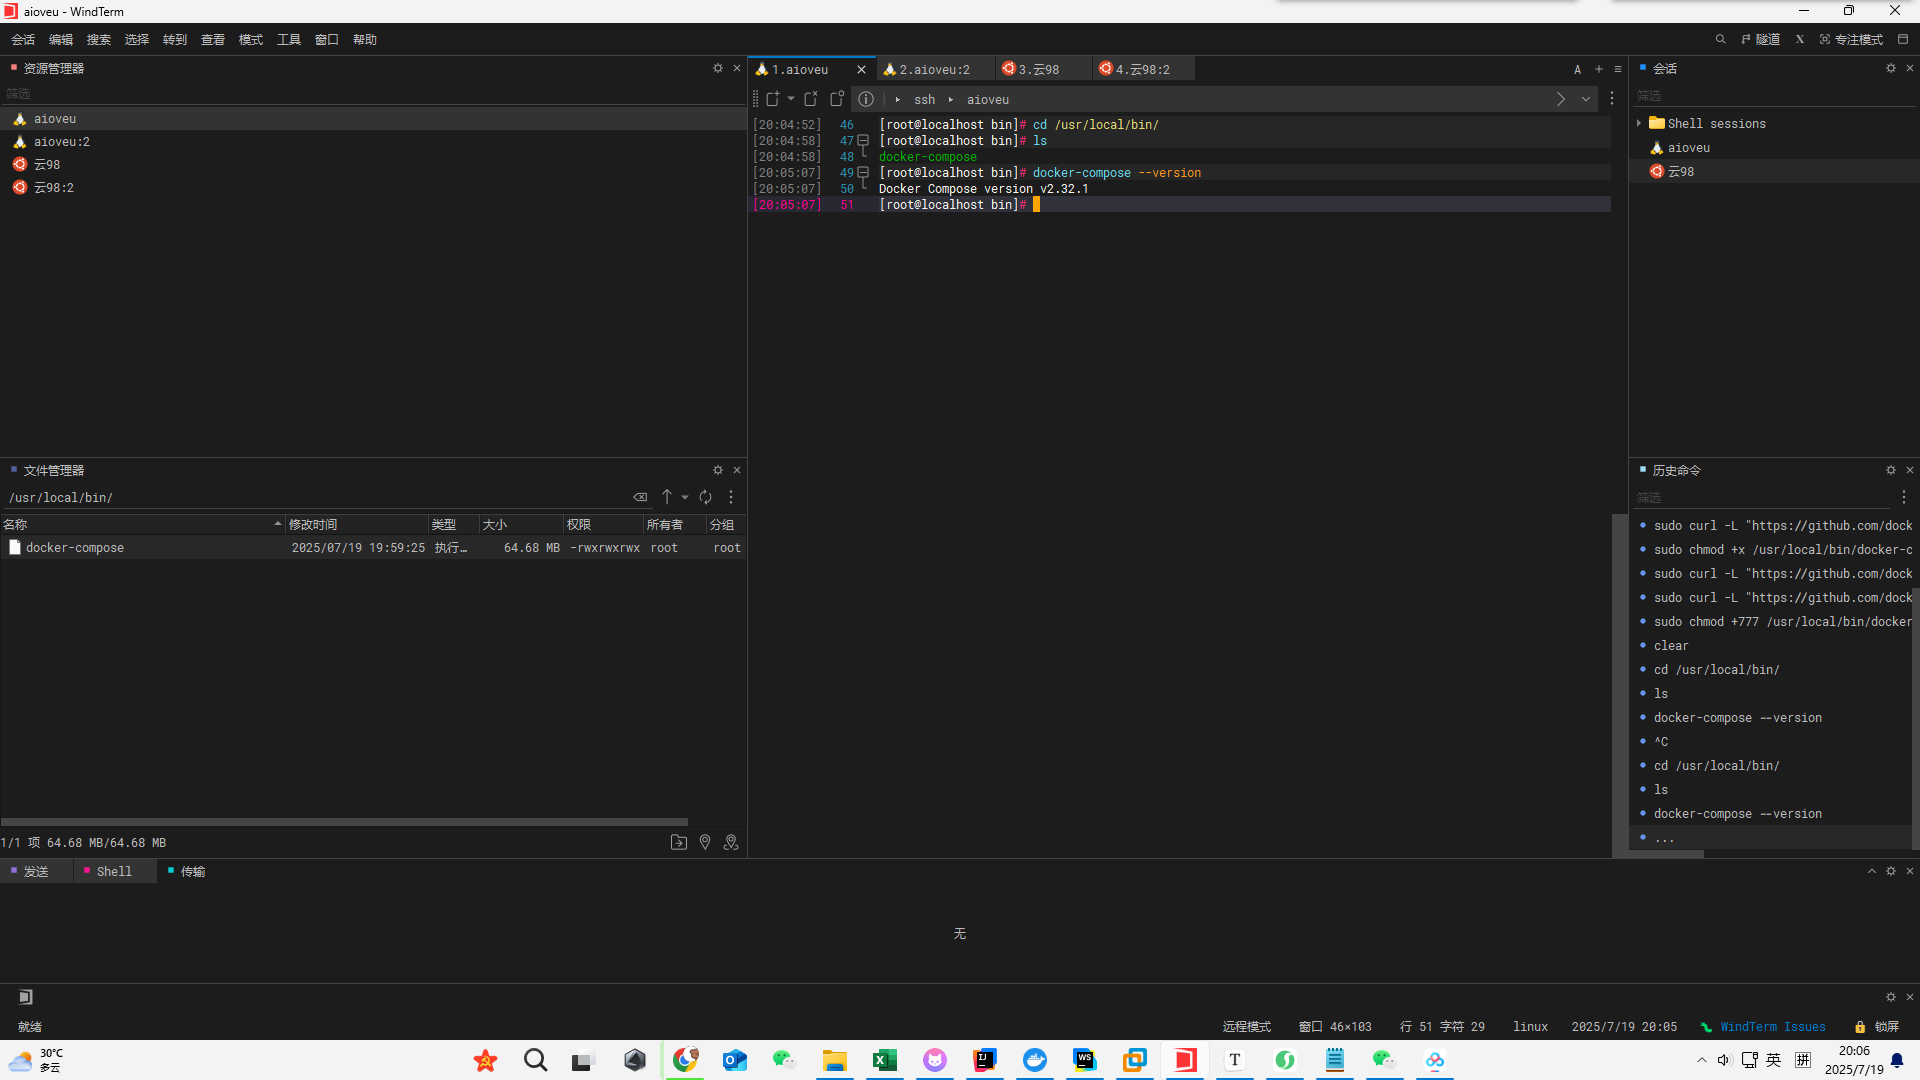 aioveu - WindTerm
会话 编辑 搜索 选择 转到 查看 模式 工具 窗口 帮助
隧道 X 专注模式
资源管理器
筛选
aioveu
aioveu:2
云98
云98:2
1.aioveu 2.aioveu:2 3.云98 4.云98:2
A
ssh aioveu
[20:04:52] 46 [root@localhost bin]# cd /usr/local/bin/
[20:04:58] 47 [root@localhost bin]# ls
[20:04:58] 48 docker-compose
[20:05:07] 49 [root@localhost bin]# docker-compose --version
[20:05:07] 50 Docker Compose version v2.32.1
[20:05:07] 51 [root@localhost bin]#
会话
筛选
Shell sessions
aioveu
云98
文件管理器
/usr/local/bin/
名称 修改时间 类型 大小 权限 所有者 分组
docker-compose 2025/07/19 19:59:25 执行… 64.68 MB -rwxrwxrwx root root
1/1 项 64.68 MB/64.68 MB
历史命令
筛选
sudo curl -L "https://github.com/dock
sudo chmod +x /usr/local/bin/docker-c
sudo curl -L "https://github.com/dock
sudo curl -L "https://github.com/dock
sudo chmod +777 /usr/local/bin/docker
clear
cd /usr/local/bin/
ls
docker-compose --version
^C
cd /usr/local/bin/
ls
docker-compose --version
...
发送 Shell 传输
无
就绪
远程模式 窗口 46×103 行 51 字符 29 linux 2025/7/19 20:05 WindTerm Issues 锁屏
30°C
多云
英 拼
20:06
2025/7/19